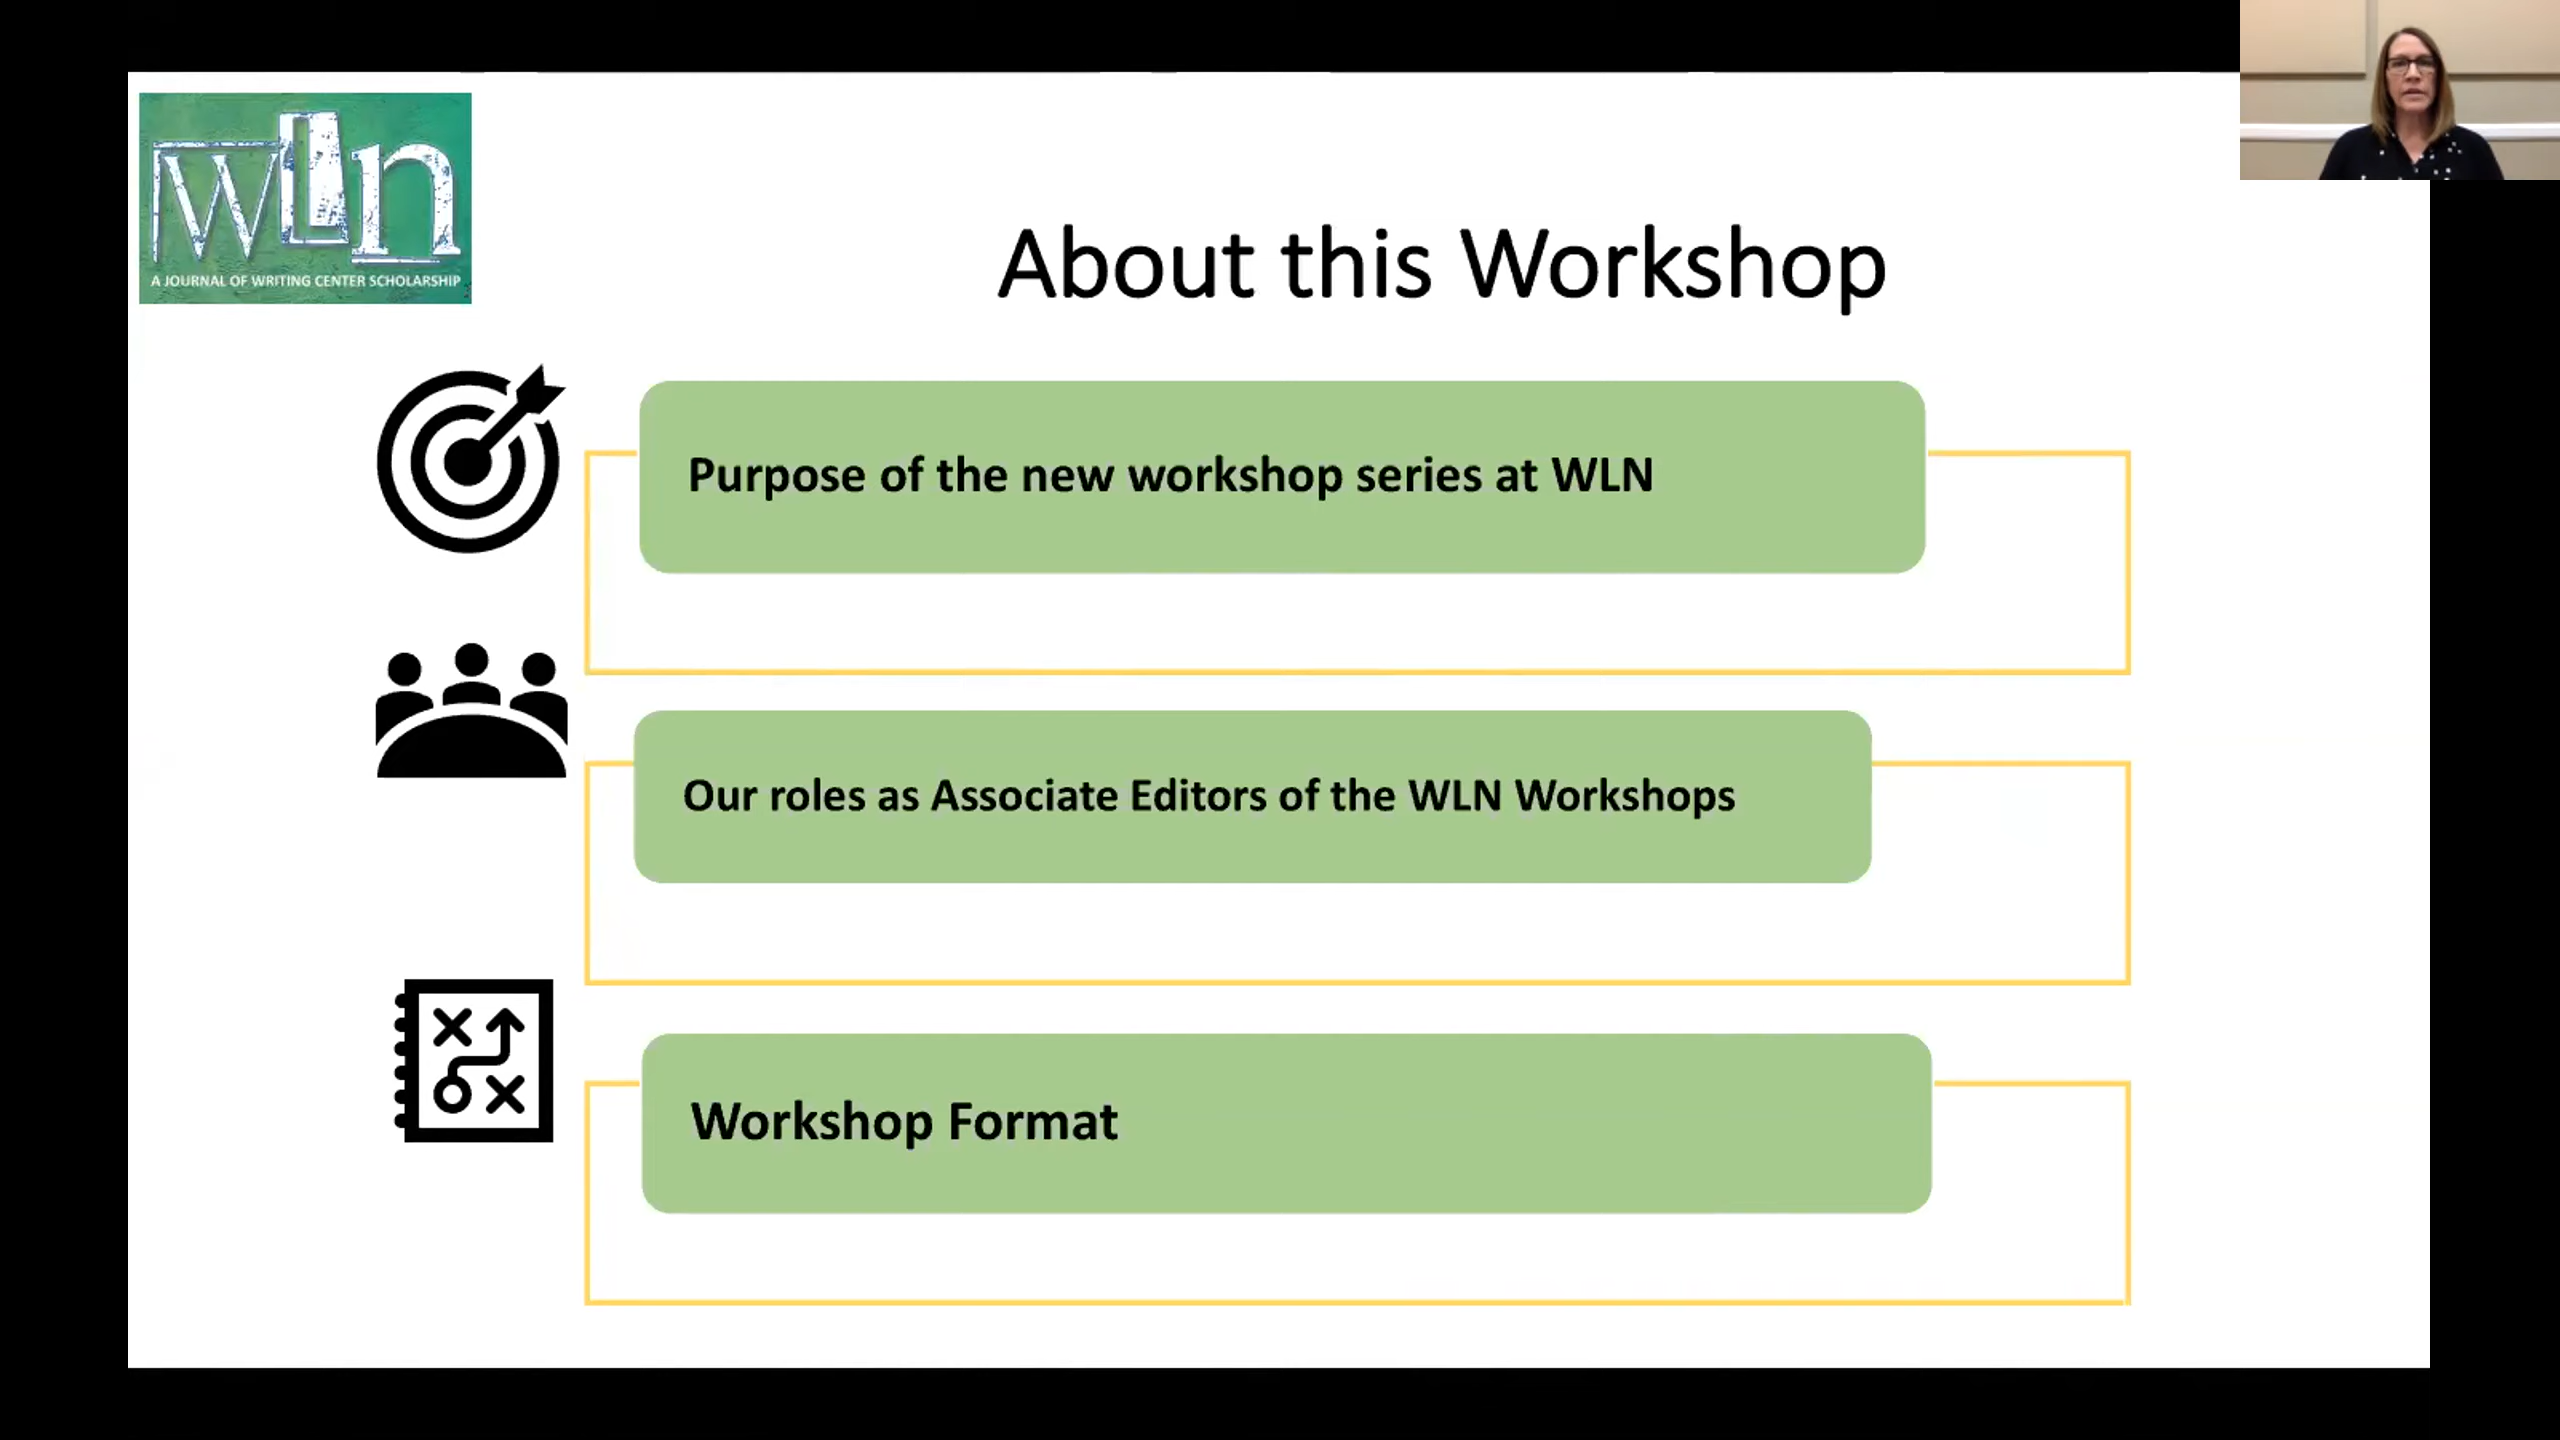 wLn
A JOURNAL OF WRITING CENTER SCHOLARSHIP
About this Workshop
Purpose of the new workshop series at WLN
Our roles as Associate Editors of the WLN Workshops
Workshop Format